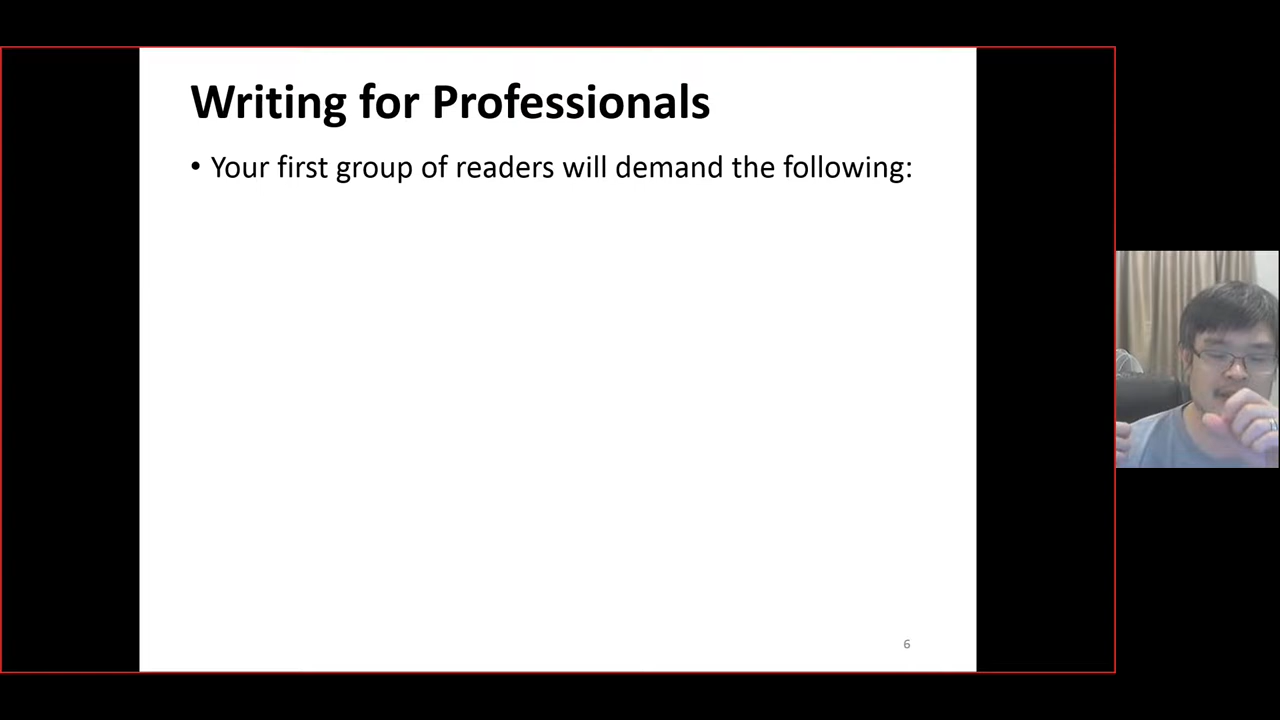 Writing for Professionals
• Your first group of readers will demand the following:
6